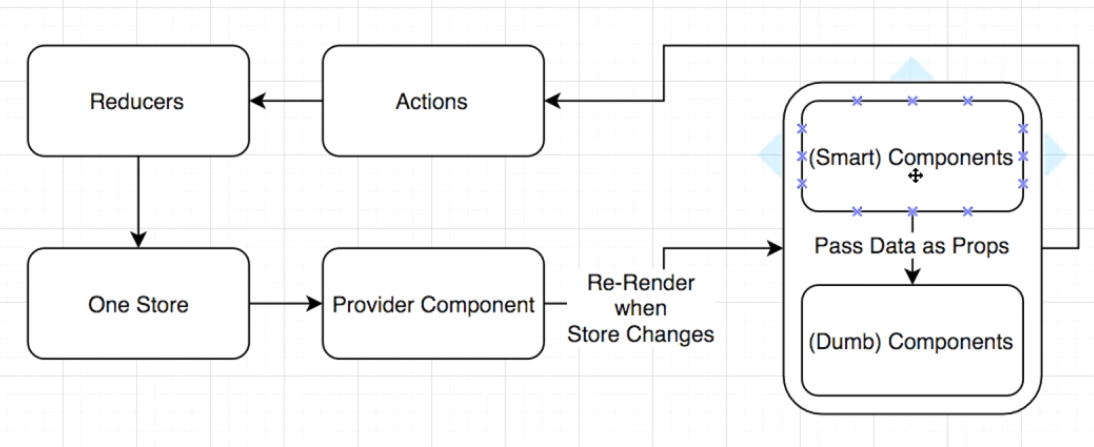 Reducers
Actions
(Smart) Components
Pass Data as Props
One Store
Provider Component
Re-Render
when
Store Changes
(Dumb) Components